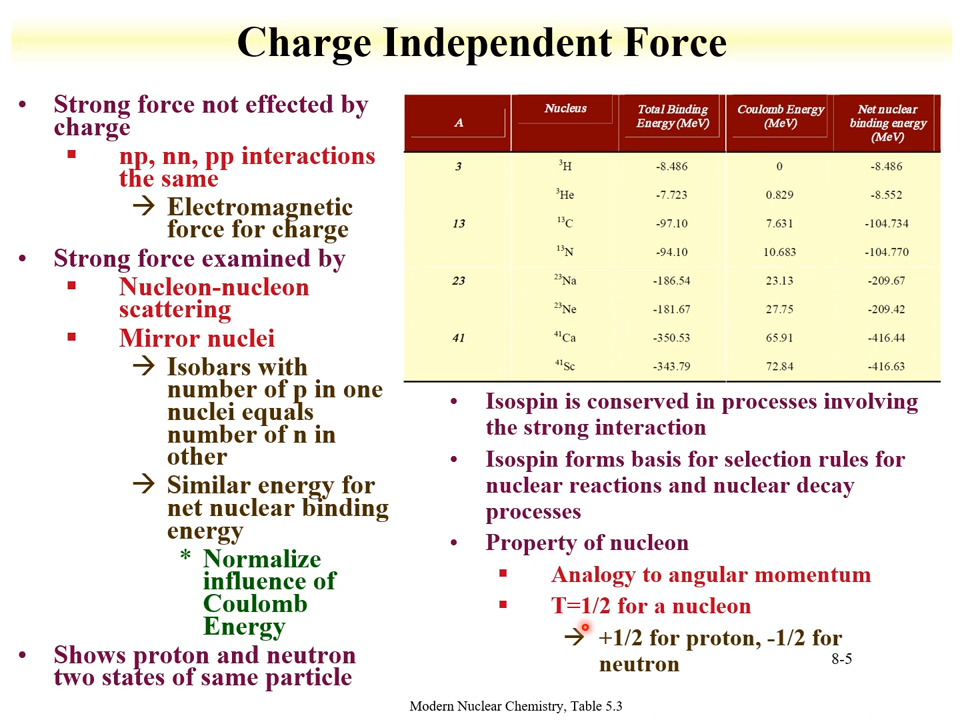 Charge Independent Force
• Strong force not effected by
charge
▪ np, nn, pp interactions
the same
→ Electromagnetic
force for charge
• Strong force examined by
▪ Nucleon-nucleon
scattering
▪ Mirror nuclei
→ Isobars with
number of p in one
nuclei equals
number of n in
other
→ Similar energy for
net nuclear binding
energy
* Normalize
influence of
Coulomb
Energy
• Shows proton and neutron
two states of same particle
A Nucleus Total Binding Energy (MeV) Coulomb Energy (MeV) Net nuclear binding energy (MeV)
3 ³H -8.486 0 -8.486
³He -7.723 0.829 -8.552
13 ¹³C -97.10 7.631 -104.734
¹³N -94.10 10.683 -104.770
23 ²³Na -186.54 23.13 -209.67
²³Ne -181.67 27.75 -209.42
41 ⁴¹Ca -350.53 65.91 -416.44
⁴¹Sc -343.79 72.84 -416.63
• Isospin is conserved in processes involving
the strong interaction
• Isospin forms basis for selection rules for
nuclear reactions and nuclear decay
processes
• Property of nucleon
▪ Analogy to angular momentum
▪ T=1/2 for a nucleon
→ +1/2 for proton, -1/2 for
neutron
8-5
Modern Nuclear Chemistry, Table 5.3